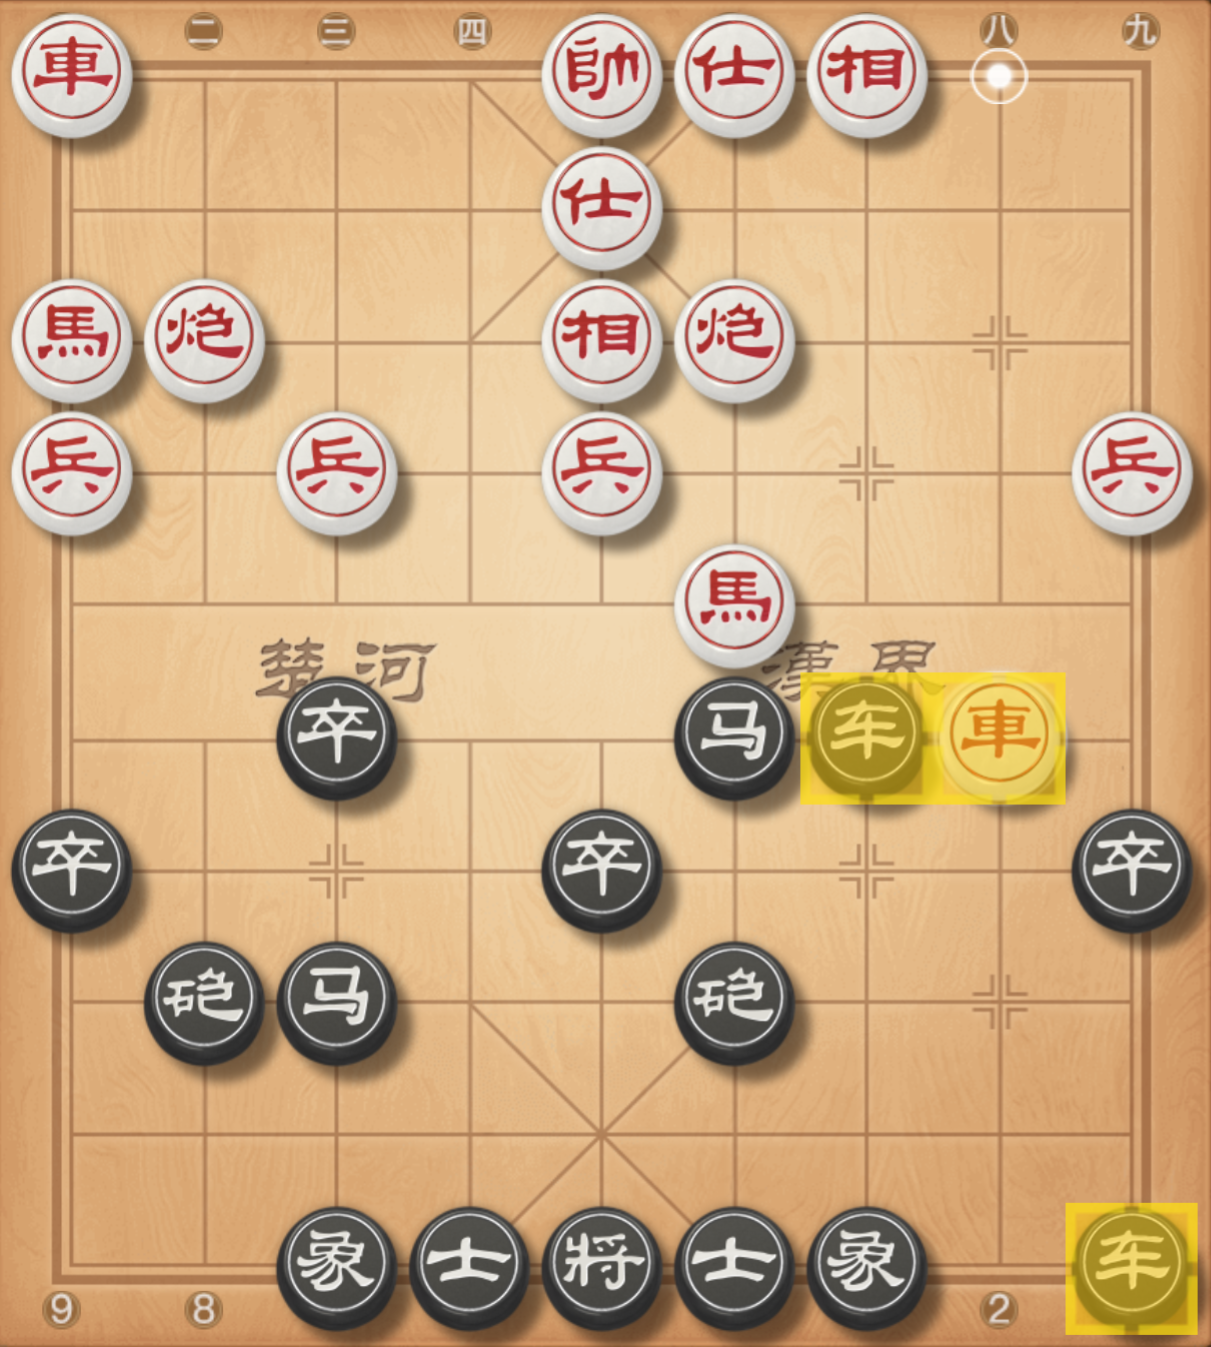 二 三 四 八 九
車 帥 仕 相
仕
馬 炮 相 炮
兵 兵 兵 兵
馬
楚河 漢界
卒 马 车 車
卒 卒 卒
砲 马 砲
象 士 将 士 象 车
9 8 2